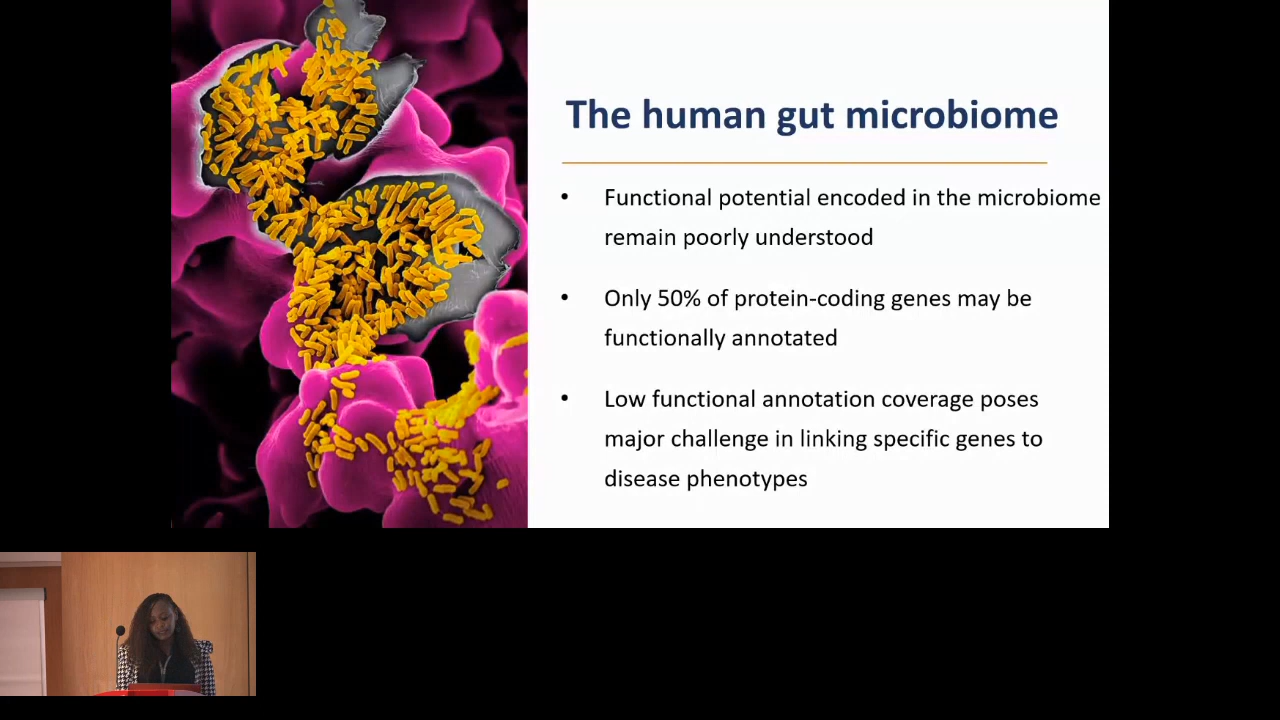 The human gut microbiome
• Functional potential encoded in the microbiome
remain poorly understood
• Only 50% of protein-coding genes may be
functionally annotated
• Low functional annotation coverage poses
major challenge in linking specific genes to
disease phenotypes